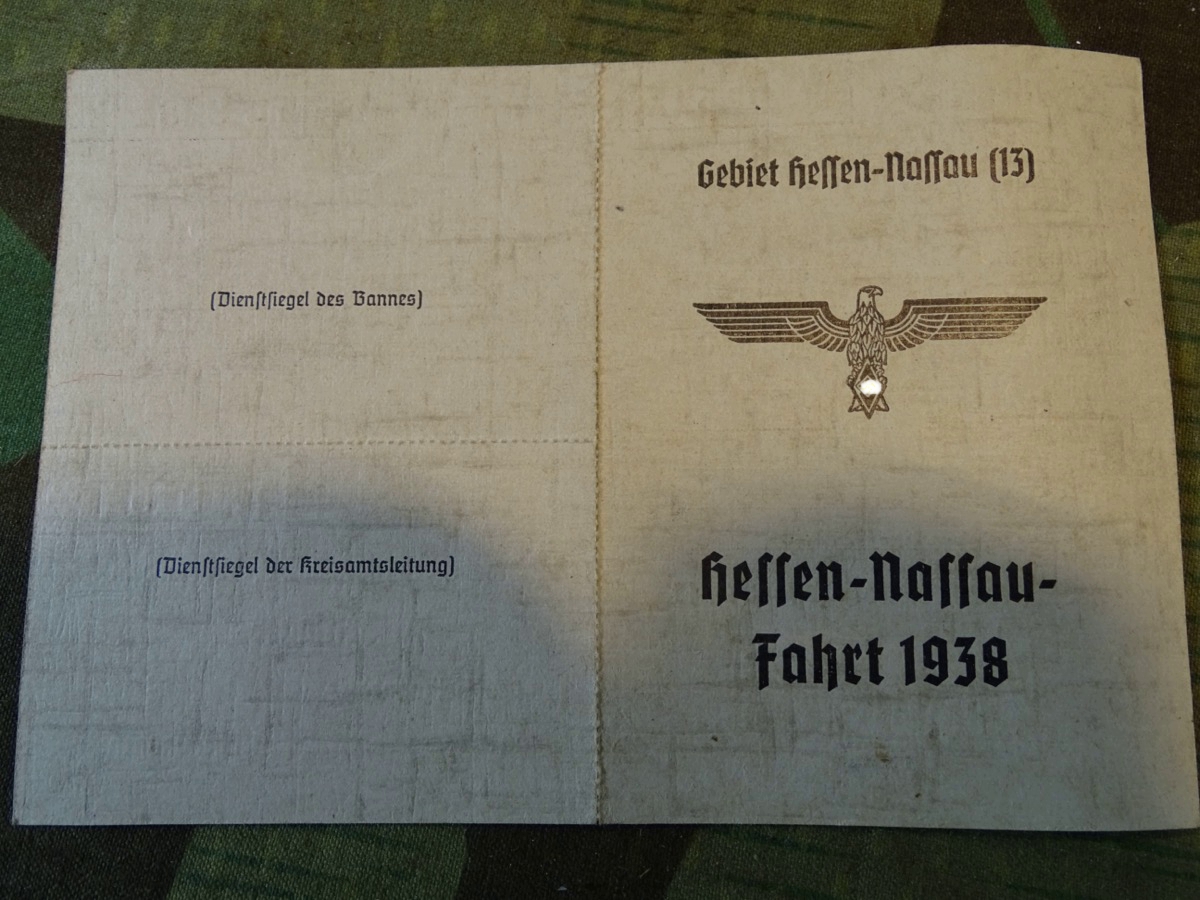 (Dienstsiegel des Bannes)
(Dienstsiegel der Kreisamtsleitung)
Gebiet Hessen-Nassau (13)
Hessen-Nassau-
Fahrt 1938